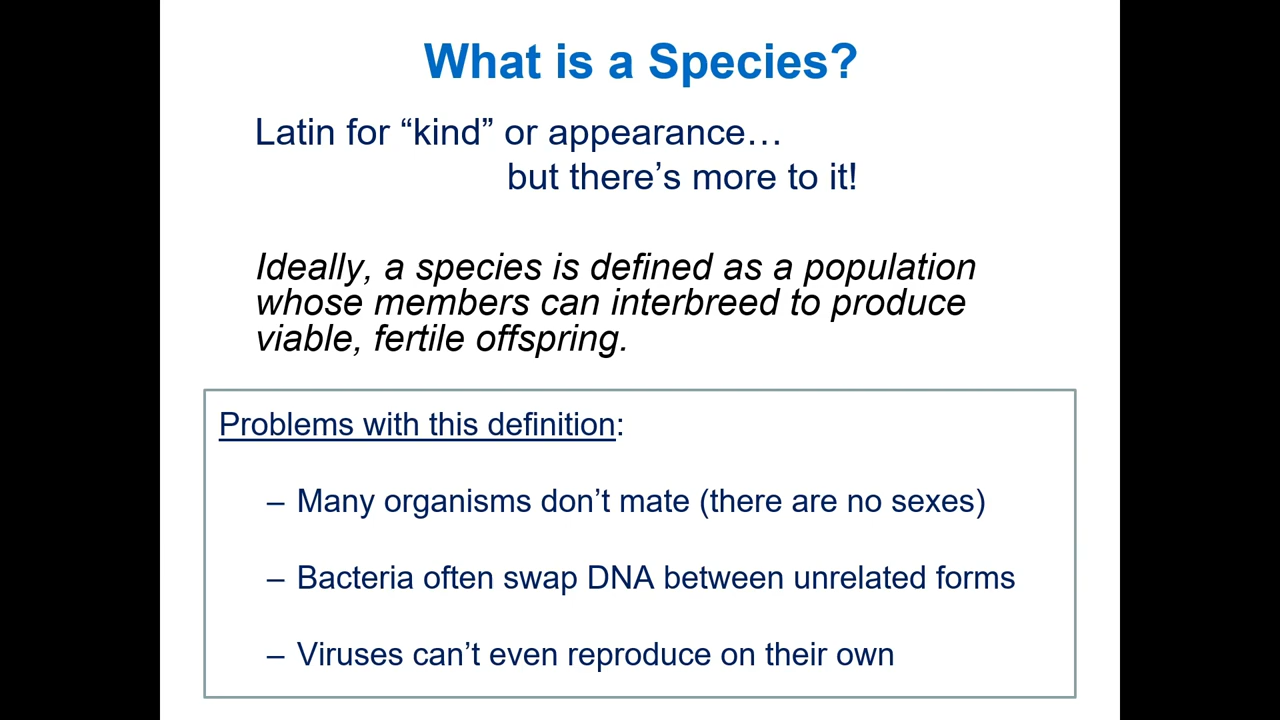 What is a Species?
Latin for “kind” or appearance…
but there’s more to it!
Ideally, a species is defined as a population
whose members can interbreed to produce
viable, fertile offspring.
Problems with this definition:
– Many organisms don’t mate (there are no sexes)
– Bacteria often swap DNA between unrelated forms
– Viruses can’t even reproduce on their own